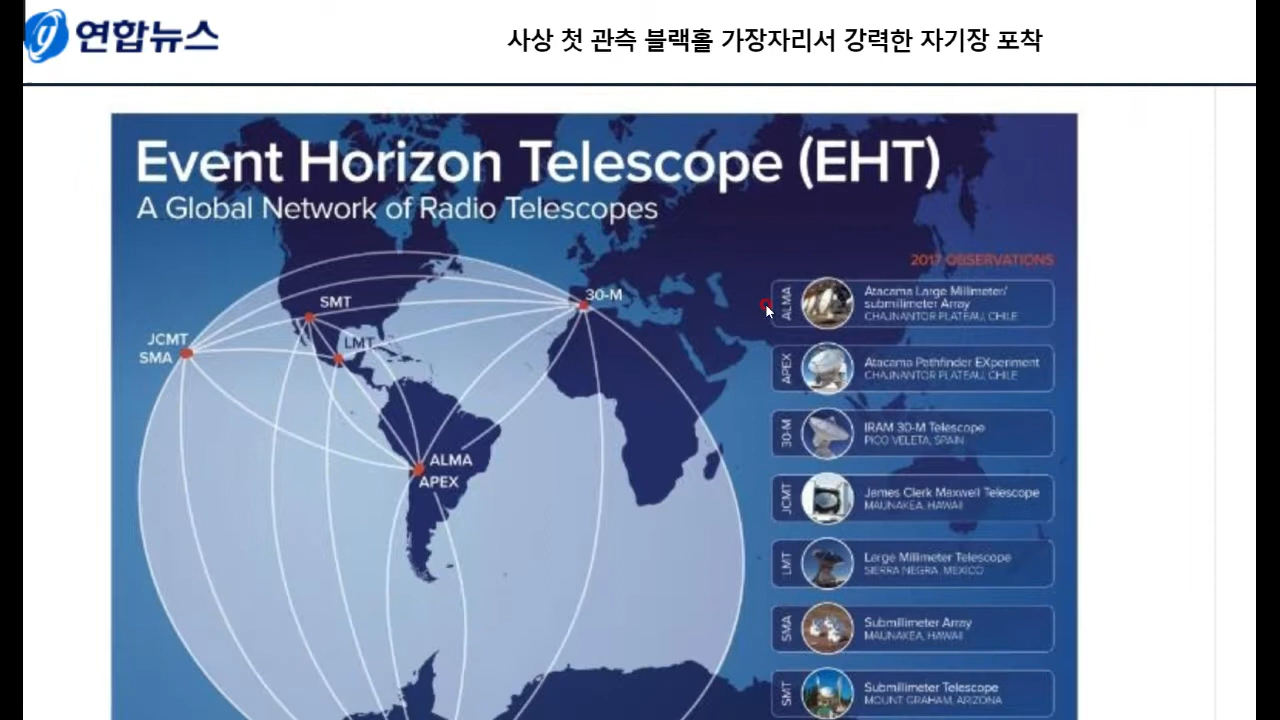 연합뉴스
사상 첫 관측 블랙홀 가장자리서 강력한 자기장 포착
Event Horizon Telescope (EHT)
A Global Network of Radio Telescopes
2017 OBSERVATIONS
SMT
30-M
JCMT
SMA
LMT
ALMA
APEX
ALMA
Atacama Large Millimeter/
submillimeter Array
CHAJNANTOR PLATEAU, CHILE
APEX
Atacama Pathfinder EXperiment
CHAJNANTOR PLATEAU, CHILE
30-M
IRAM 30-M Telescope
PICO VELETA, SPAIN
JCMT
James Clerk Maxwell Telescope
MAUNAKEA, HAWAII
LMT
Large Millimeter Telescope
SIERRA NEGRA, MEXICO
SMA
Submillimeter Array
MAUNAKEA, HAWAII
SMT
Submillimeter Telescope
MOUNT GRAHAM, ARIZONA